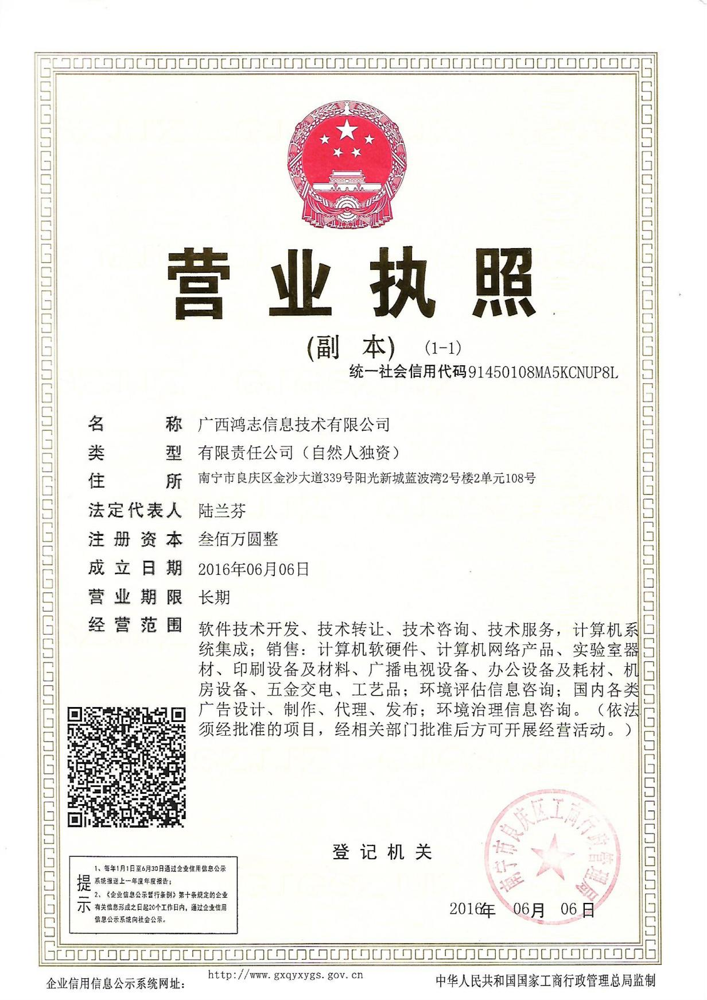 营业执照
(副 本) (1-1)
统一社会信用代码91450108MA5KCNUP8L
名称 广西鸿志信息技术有限公司
类型 有限责任公司（自然人独资）
住所 南宁市良庆区金沙大道339号阳光新城蓝波湾2号楼2单元108号
法定代表人 陆兰芬
注册资本 叁佰万圆整
成立日期 2016年06月06日
营业期限 长期
经营范围 软件技术开发、技术转让、技术咨询、技术服务，计算机系
统集成；销售：计算机软硬件、计算机网络产品、实验室器
材、印刷设备及材料、广播电视设备、办公设备及耗材、机
房设备、五金交电、工艺品；环境评估信息咨询；国内各类
广告设计、制作、代理、发布；环境治理信息咨询。（依法
须经批准的项目，经相关部门批准后方可开展经营活动。）
登记机关
南宁市良庆区工商行政管理局
2016年 06月 06日
提示
1、每年1月1日至6月30日通过企业信用信息公示
系统报送上一年度年度报告；
2、《企业信息公示暂行条例》第十条规定的企业
有关信息形成之日起20个工作日内，通过企业信用
信息公示系统向社会公示。
企业信用信息公示系统网址： http://www.gxqyxygs.gov.cn
中华人民共和国国家工商行政管理总局监制